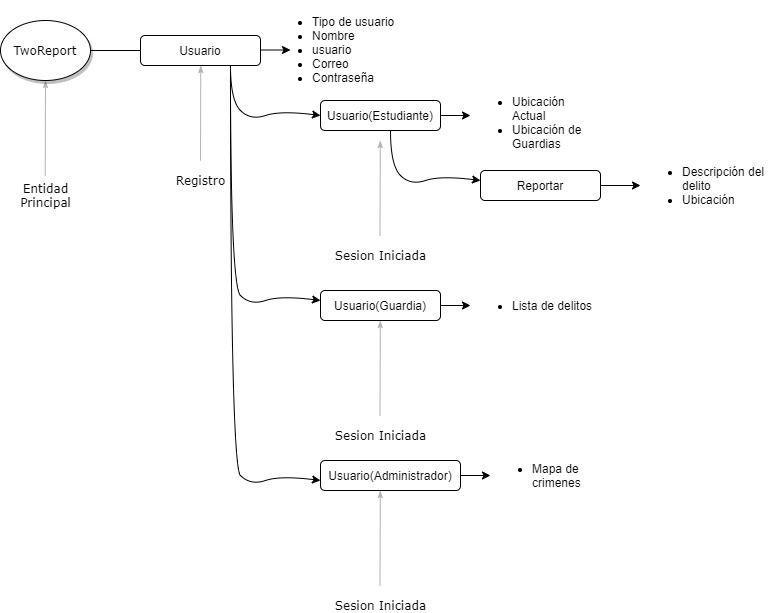 TwoReport
Usuario
Tipo de usuario
Nombre
usuario
Correo
Contraseña
Entidad
Principal
Registro
Usuario(Estudiante)
Ubicación
Actual
Ubicación de
Guardias
Reportar
Descripción del
delito
Ubicación
Sesion Iniciada
Usuario(Guardia)
Lista de delitos
Sesion Iniciada
Usuario(Administrador)
Mapa de
crimenes
Sesion Iniciada